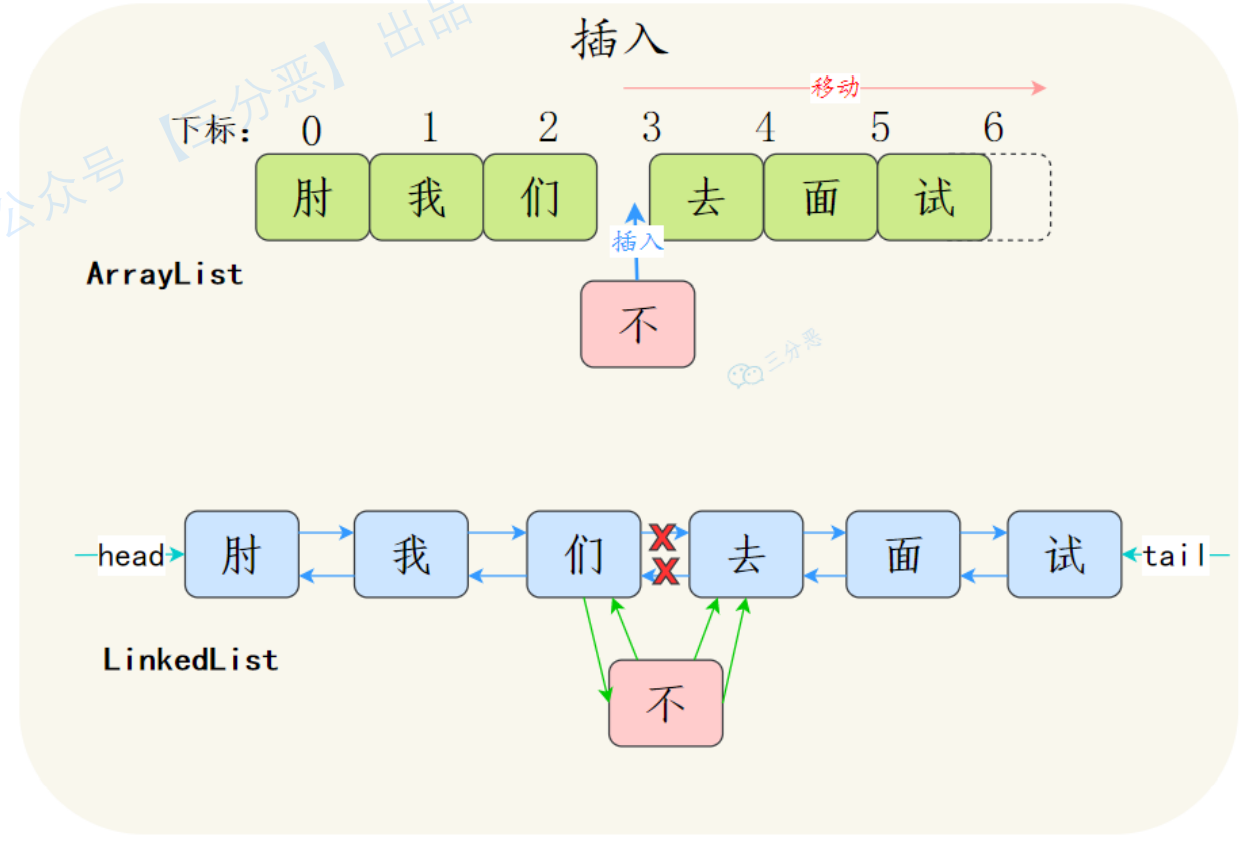 公众号【三分恶】出品
插入
移动
下标: 0 1 2 3 4 5 6
肘 我 们 去 面 试
插入
ArrayList
不
三分恶
head 肘 我 们 X 去 面 试 tail
X
LinkedList
不